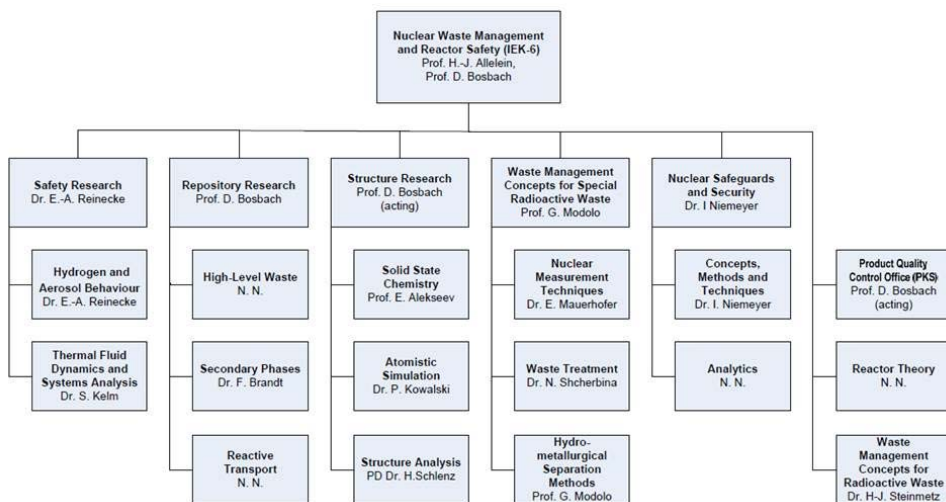 Nuclear Waste Management
and Reactor Safety (IEK-6)
Prof. H.-J. Allelein,
Prof. D. Bosbach
Safety Research
Dr. E.-A. Reinecke
Hydrogen and
Aerosol Behaviour
Dr. E.-A. Reinecke
Thermal Fluid
Dynamics and
Systems Analysis
Dr. S. Kelm
Repository Research
Prof. D. Bosbach
High-Level Waste
N. N.
Secondary Phases
Dr. F. Brandt
Reactive
Transport
N. N.
Structure Research
Prof. D. Bosbach
(acting)
Solid State
Chemistry
Prof. E. Alekseev
Atomistic
Simulation
Dr. P. Kowalski
Structure Analysis
PD Dr. H.Schlenz
Waste Management
Concepts for Special
Radioactive Waste
Prof. G. Modolo
Nuclear
Measurement
Techniques
Dr. E. Mauerhofer
Waste Treatment
Dr. N. Shcherbina
Hydro-
metallurgical
Separation
Methods
Prof. G. Modolo
Nuclear Safeguards
and Security
Dr. I Niemeyer
Concepts,
Methods and
Techniques
Dr. I. Niemeyer
Analytics
N. N.
Product Quality
Control Office (PKS)
Prof. D. Bosbach
(acting)
Reactor Theory
N. N.
Waste
Management
Concepts for
Radioactive Waste
Dr. H-J. Steinmetz